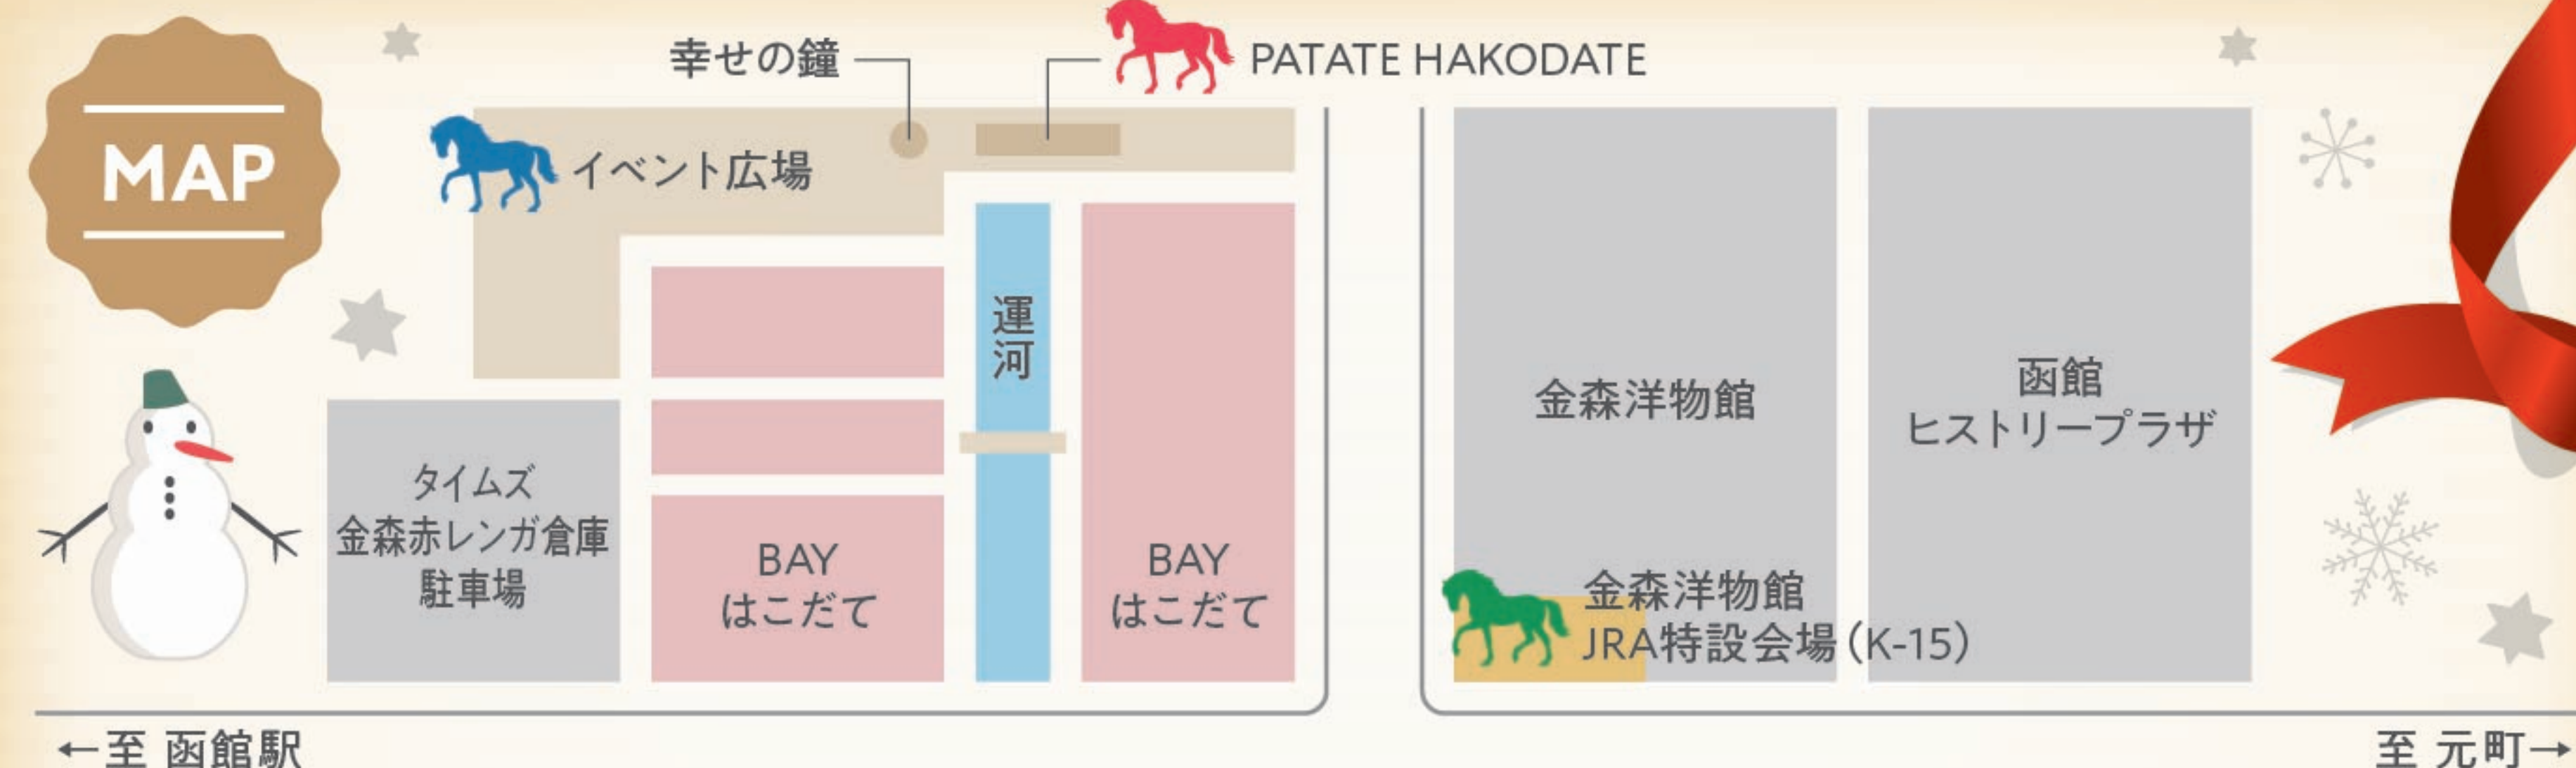 MAP
幸せの鐘
PATATE HAKODATE
イベント広場
運河
タイムズ
金森赤レンガ倉庫
駐車場
BAY
はこだて
BAY
はこだて
金森洋物館
函館
ヒストリープラザ
金森洋物館
JRA特設会場（K-15）
←至 函館駅
至 元町→